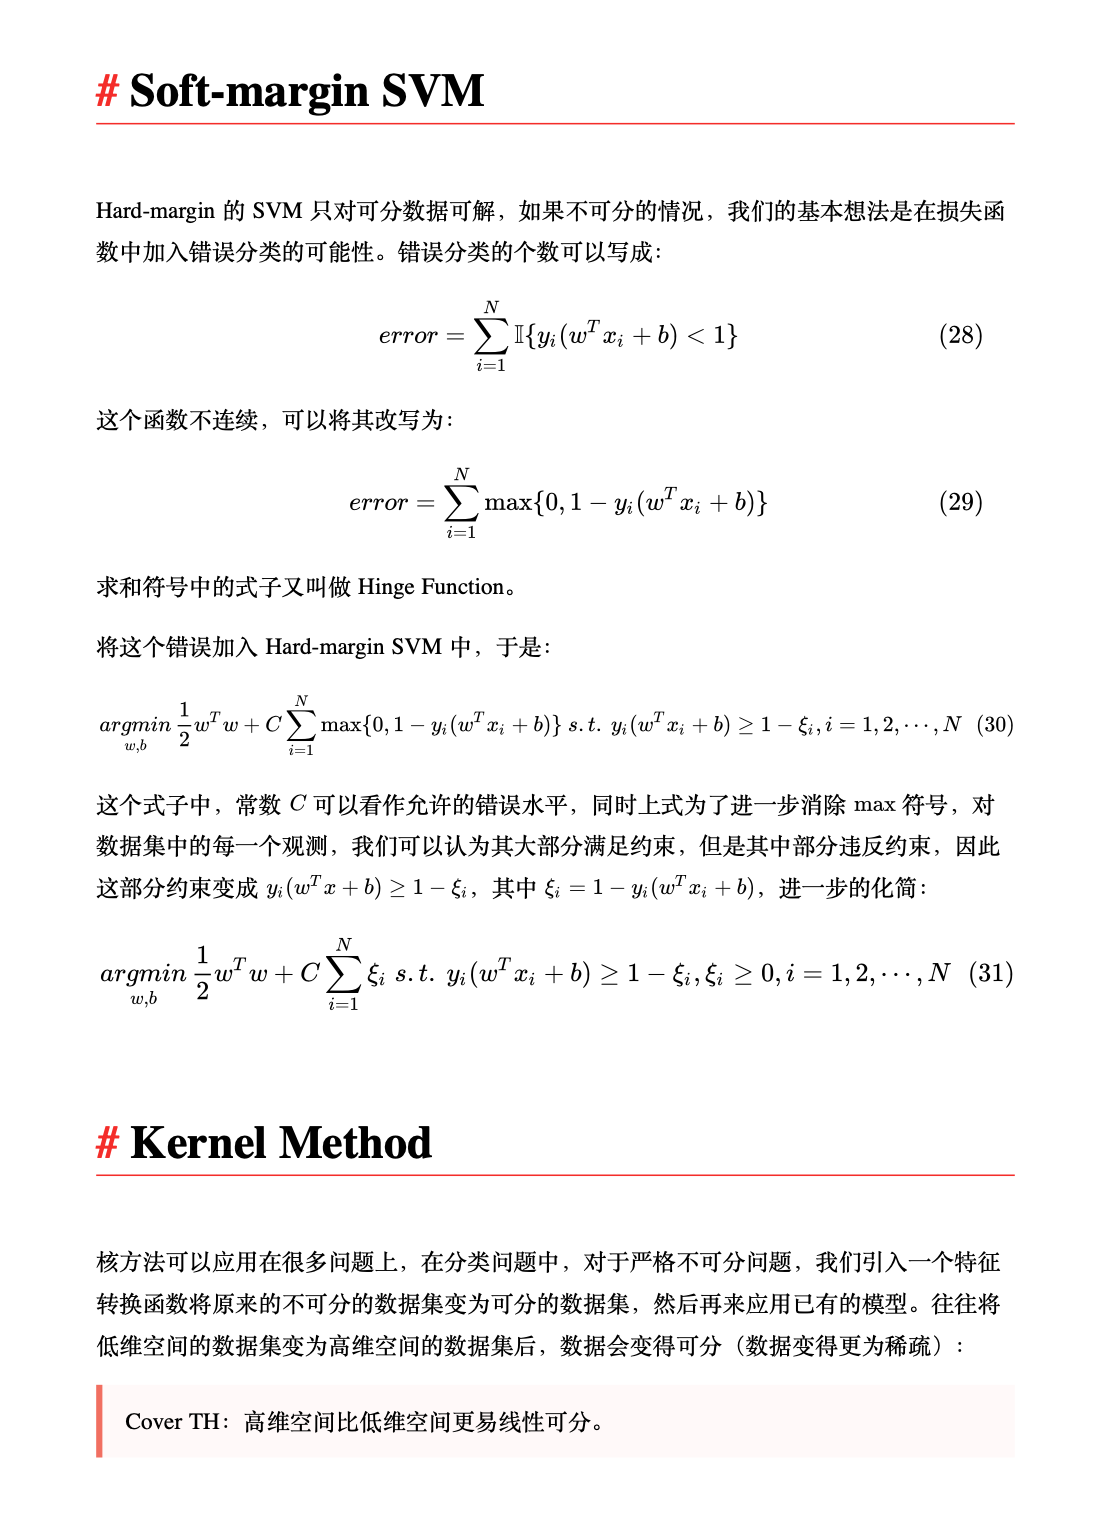 # Soft-margin SVM
Hard-margin 的 SVM 只对可分数据可解，如果不可分的情况，我们的基本想法是在损失函
数中加入错误分类的可能性。错误分类的个数可以写成：
$error = \sum_{i=1}^{N} \mathbb{I}\{y_i(w^T x_i + b) < 1\}$ (28)
这个函数不连续，可以将其改写为：
$error = \sum_{i=1}^{N} \max\{0, 1 - y_i(w^T x_i + b)\}$ (29)
求和符号中的式子又叫做 Hinge Function。
将这个错误加入 Hard-margin SVM 中，于是：
$\underset{w,b}{argmin} \frac{1}{2} w^T w + C \sum_{i=1}^{N} \max\{0, 1 - y_i(w^T x_i + b)\} \ s.t. \ y_i(w^T x_i + b) \geq 1 - \xi_i, i = 1, 2, \cdots, N$ (30)
这个式子中，常数 $C$ 可以看作允许的错误水平，同时上式为了进一步消除 max 符号，对
数据集中的每一个观测，我们可以认为其大部分满足约束，但是其中部分违反约束，因此
这部分约束变成 $y_i(w^T x + b) \geq 1 - \xi_i$，其中 $\xi_i = 1 - y_i(w^T x_i + b)$，进一步的化简：
$\underset{w,b}{argmin} \frac{1}{2} w^T w + C \sum_{i=1}^{N} \xi_i \ s.t. \ y_i(w^T x_i + b) \geq 1 - \xi_i, \xi_i \geq 0, i = 1, 2, \cdots, N$ (31)
# Kernel Method
核方法可以应用在很多问题上，在分类问题中，对于严格不可分问题，我们引入一个特征
转换函数将原来的不可分的数据集变为可分的数据集，然后再来应用已有的模型。往往将
低维空间的数据集变为高维空间的数据集后，数据会变得可分（数据变得更为稀疏）：
Cover TH：高维空间比低维空间更易线性可分。